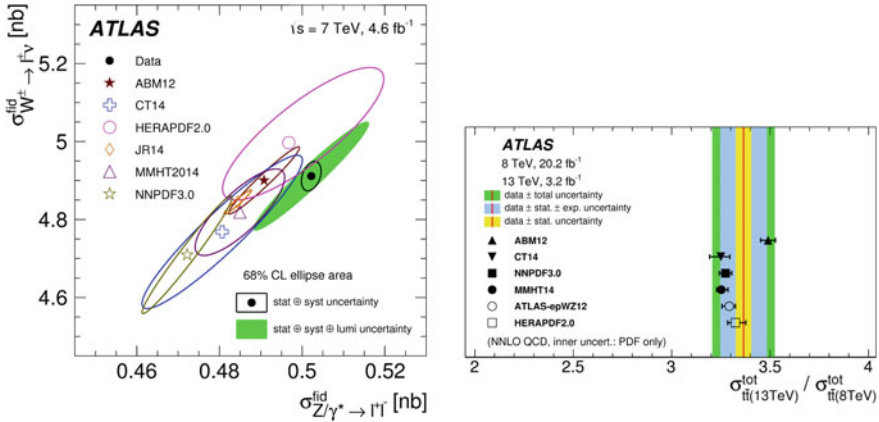 ATLAS
√s = 7 TeV, 4.6 fb⁻¹
σ^fid_W±→l±ν [nb]
Data
ABM12
CT14
HERAPDF2.0
JR14
MMHT2014
NNPDF3.0
68% CL ellipse area
stat ⊕ syst uncertainty
stat ⊕ syst ⊕ lumi uncertainty
5.2
5
4.8
4.6
0.46 0.48 0.5 0.52
σ^fid_Z/γ*→l⁺l⁻ [nb]
ATLAS
8 TeV, 20.2 fb⁻¹
13 TeV, 3.2 fb⁻¹
data ± total uncertainty
data ± stat. ± exp. uncertainty
data ± stat. uncertainty
ABM12
CT14
NNPDF3.0
MMHT14
ATLAS-epWZ12
HERAPDF2.0
(NNLO QCD, inner uncert.: PDF only)
2 2.5 3 3.5 4
σ^tot_tt̄(13TeV) / σ^tot_tt̄(8TeV)